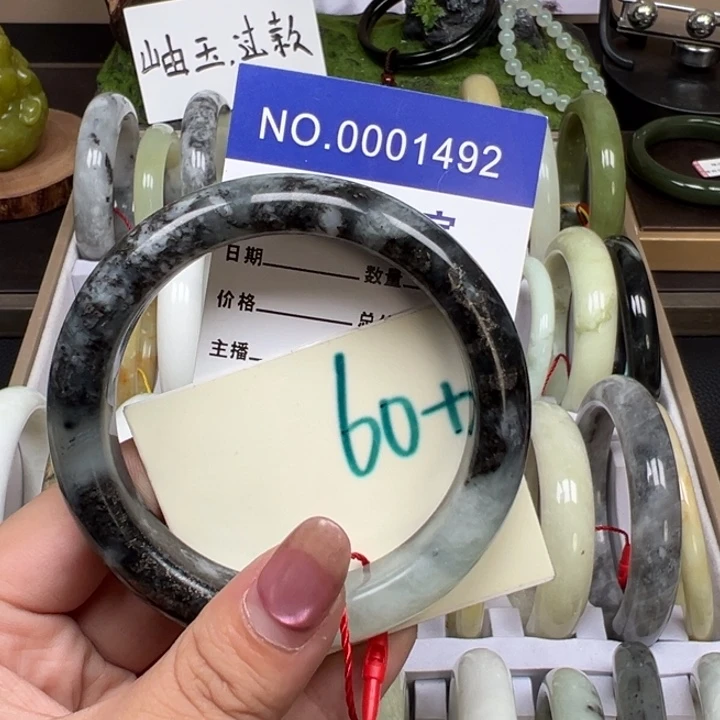 岫玉.过款
NO.0001492
日期
数量
价格
主播
60+